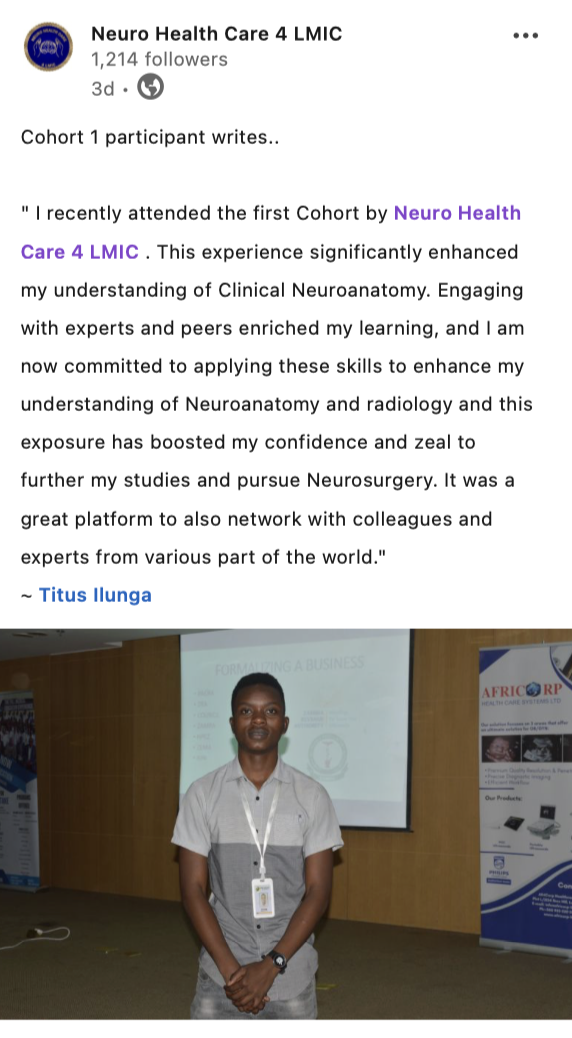 Neuro Health Care 4 LMIC
1,214 followers
3d •
Cohort 1 participant writes..
" I recently attended the first Cohort by Neuro Health
Care 4 LMIC . This experience significantly enhanced
my understanding of Clinical Neuroanatomy. Engaging
with experts and peers enriched my learning, and I am
now committed to applying these skills to enhance my
understanding of Neuroanatomy and radiology and this
exposure has boosted my confidence and zeal to
further my studies and pursue Neurosurgery. It was a
great platform to also network with colleagues and
experts from various part of the world."
~ Titus Ilunga
FORMALIZING A BUSINESS
AFRICORP
HEALTH CARE SYSTEMS LTD
Our Products:
PHILIPS